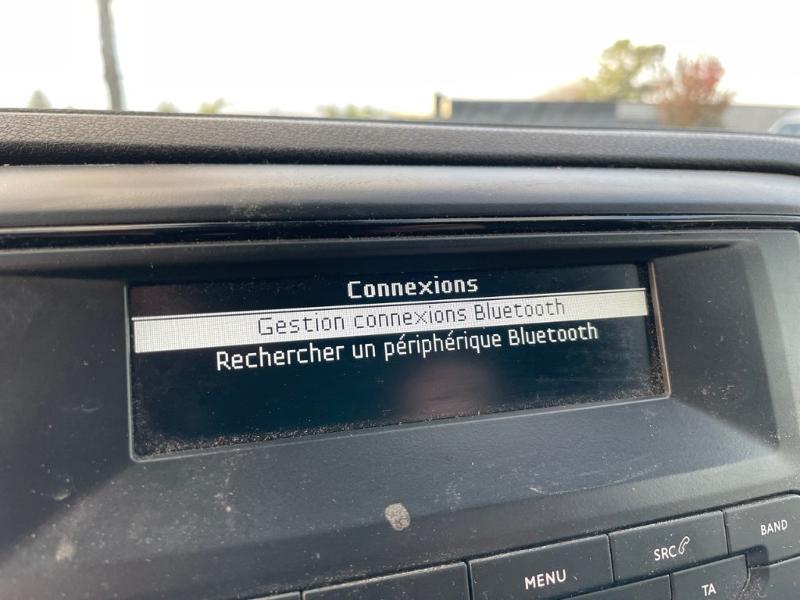 Connexions
Gestion connexions Bluetooth
Rechercher un périphérique Bluetooth
BAND
SRC
MENU
TA